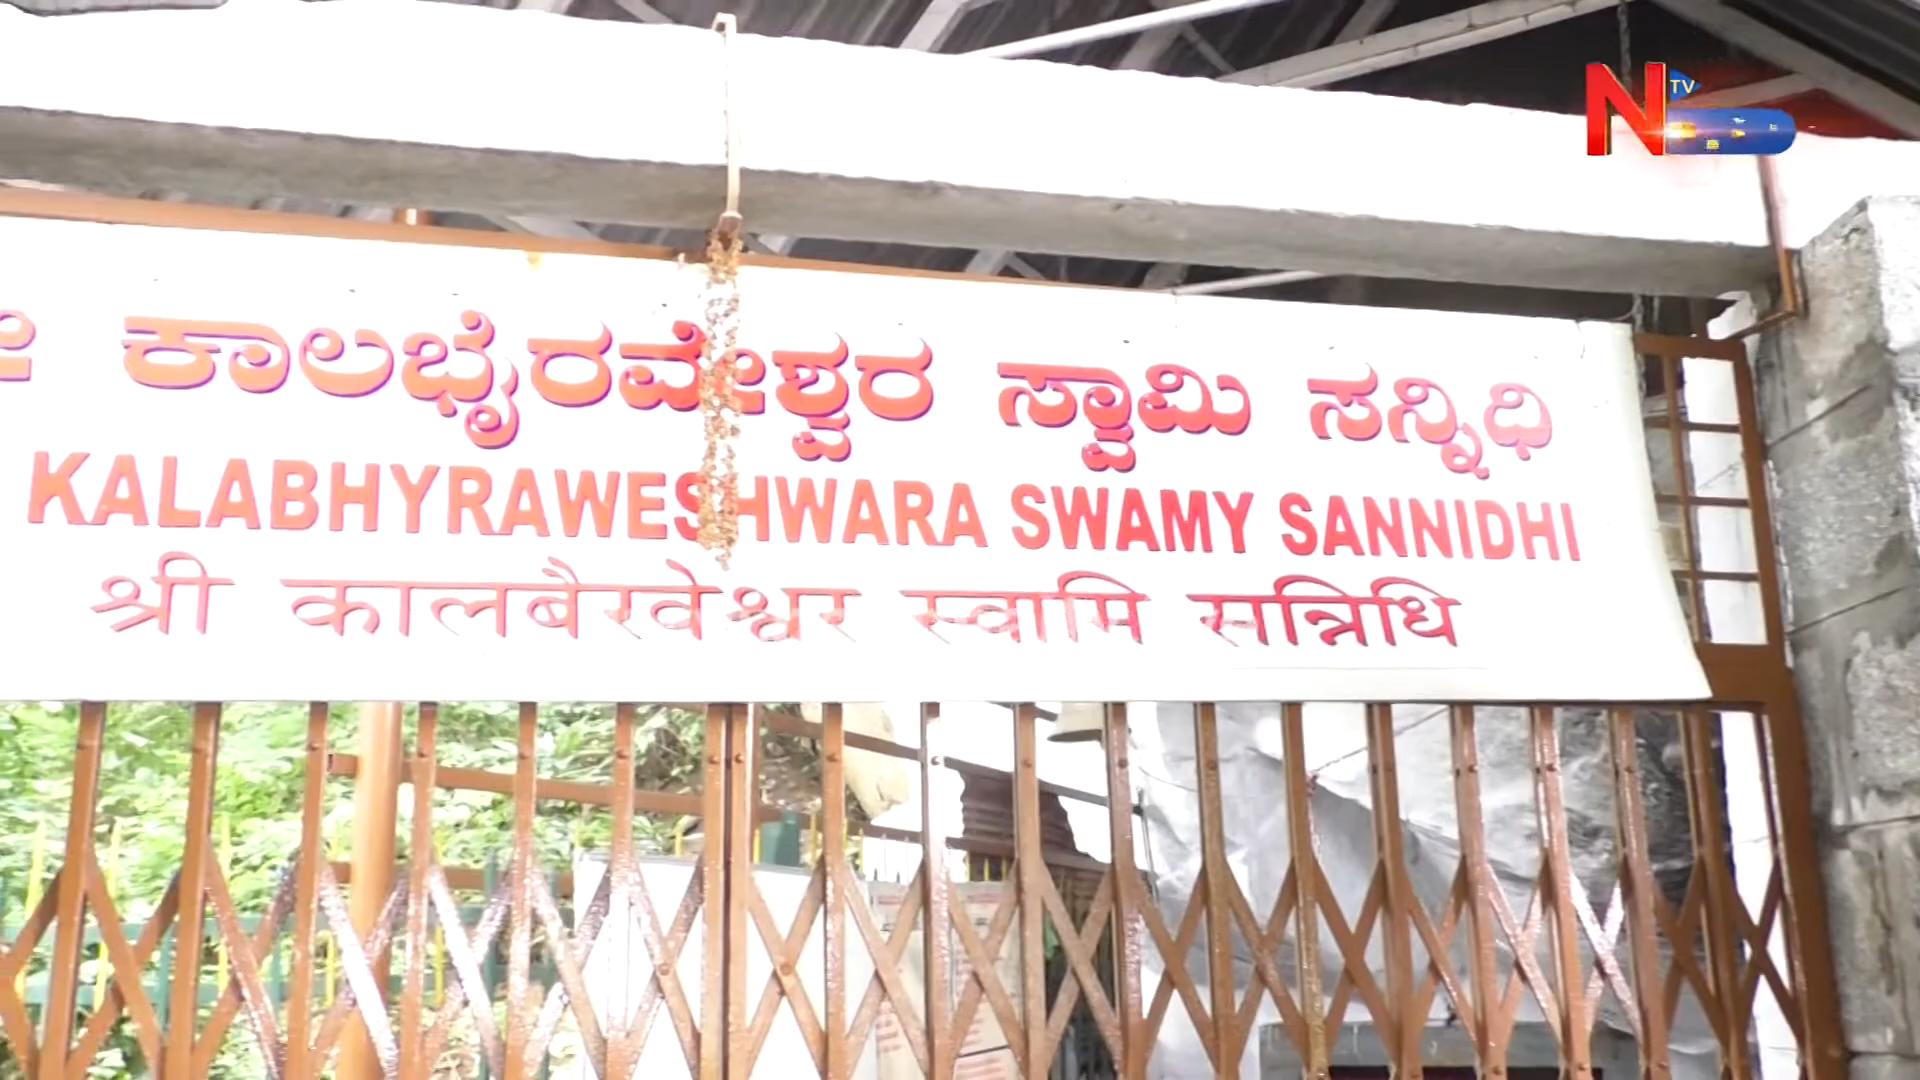 ಕಾಲಭೈರವೇಶ್ವರ ಸ್ವಾಮಿ ಸನ್ನಿಧಿ
KALABHYRAWESHWARA SWAMY SANNIDHI
श्री कालबैरवेश्वर स्वामि सन्निधि
N TV